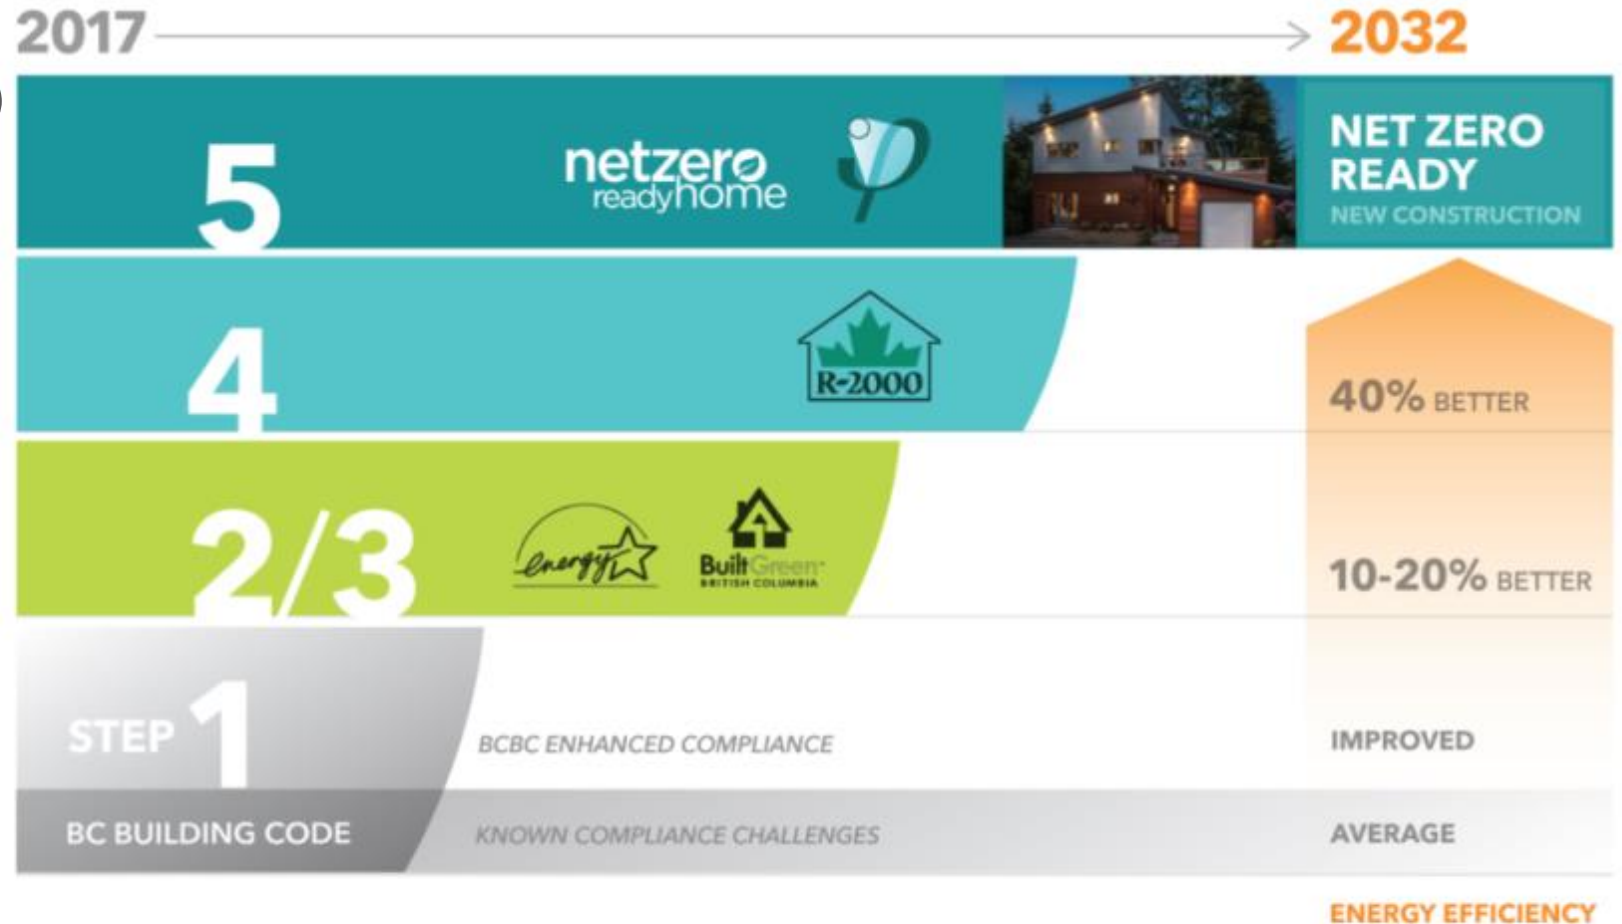 2017
2032
5
netzero
readyhome
NET ZERO
READY
NEW CONSTRUCTION
4
R-2000
40% BETTER
2/3
energy
BuiltGreen
BRITISH COLUMBIA
10-20% BETTER
STEP 1
BCBC ENHANCED COMPLIANCE
IMPROVED
BC BUILDING CODE
KNOWN COMPLIANCE CHALLENGES
AVERAGE
ENERGY EFFICIENCY